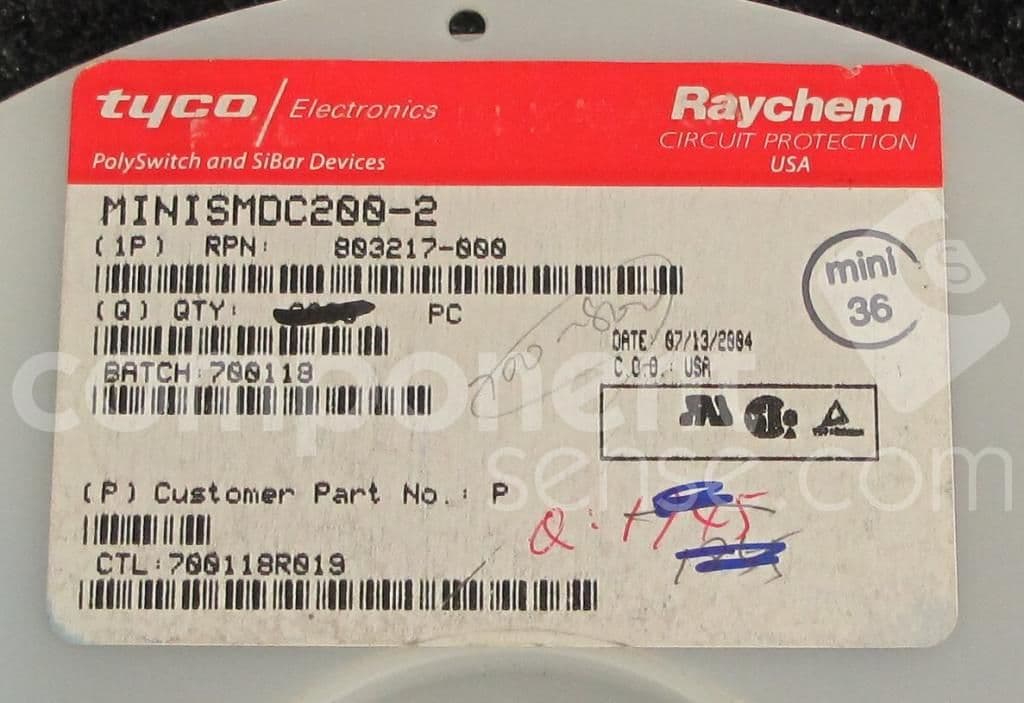 tyco / Electronics
Raychem
CIRCUIT PROTECTION
USA
PolySwitch and SiBar Devices
MINISMDC200-2
(1P) RPN: 803217-000
mini
36
(Q) QTY: PC
DATE: 07/13/2004
C.O.O.: USA
BATCH:700118
component
sense.com
(P) Customer Part No.: P
Q: 1745
CTL:700118R019